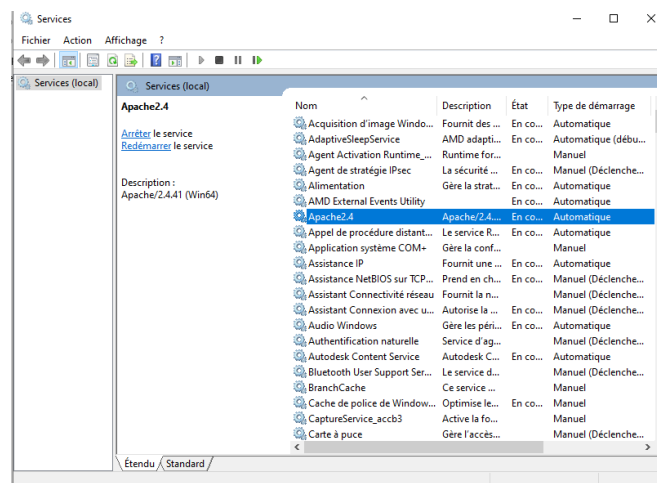 Services
Fichier Action Affichage ?
Services (local)
Services (local)
Apache2.4
Arrêter le service
Redémarrer le service
Description :
Apache/2.4.41 (Win64)
Nom Description État Type de démarrage
Acquisition d'image Windo... Fournit des ... En co... Automatique
AdaptiveSleepService AMD adapti... En co... Automatique (débu...
Agent Activation Runtime_... Runtime for... Manuel
Agent de stratégie IPsec La sécurité ... En co... Manuel (Déclenche...
Alimentation Gère la strat... En co... Automatique
AMD External Events Utility En co... Automatique
Apache2.4 Apache/2.4.... En co... Automatique
Appel de procédure distant... Le service R... En co... Automatique
Application système COM+ Gère la conf... Manuel
Assistance IP Fournit une ... En co... Automatique
Assistance NetBIOS sur TCP... Prend en ch... En co... Manuel (Déclenche...
Assistant Connectivité réseau Fournit la n... Manuel (Déclenche...
Assistant Connexion avec u... Autorise la ... En co... Manuel (Déclenche...
Audio Windows Gère les péri... En co... Automatique
Authentification naturelle Service d'ag... Manuel (Déclenche...
Autodesk Content Service Autodesk C... En co... Automatique
Bluetooth User Support Ser... Le service d... Manuel (Déclenche...
BranchCache Ce service ... Manuel
Cache de police de Window... Optimise le... En co... Automatique
CaptureService_accb3 Active la fo... Manuel
Carte à puce Gère l'accès... Manuel (Déclenche...
Étendu Standard